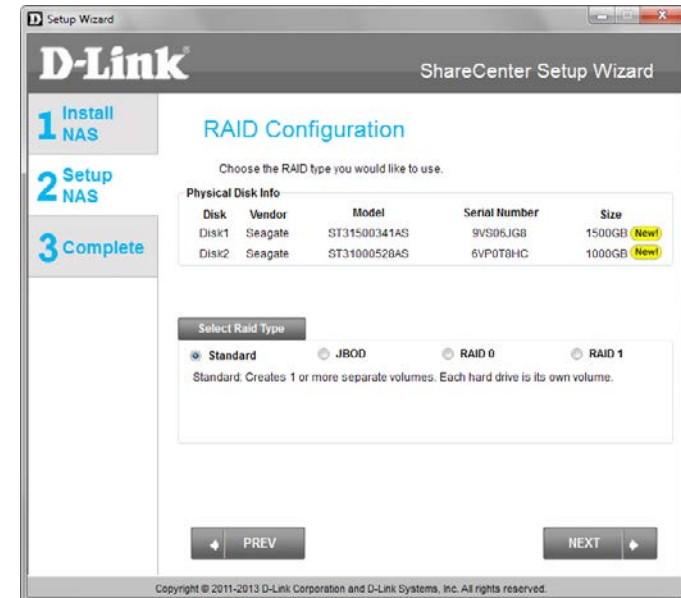 Setup Wizard
D-Link
ShareCenter Setup Wizard
1 Install NAS
2 Setup NAS
3 Complete
RAID Configuration
Choose the RAID type you would like to use.
Physical Disk Info
Disk Vendor Model Serial Number Size
Disk1 Seagate ST31500341AS 9VS06JG8 1500GB New!
Disk2 Seagate ST31000528AS 6VP0T8HC 1000GB New!
Select Raid Type
Standard JBOD RAID 0 RAID 1
Standard: Creates 1 or more separate volumes. Each hard drive is its own volume.
PREV NEXT
Copyright © 2011-2013 D-Link Corporation and D-Link Systems, Inc. All rights reserved.